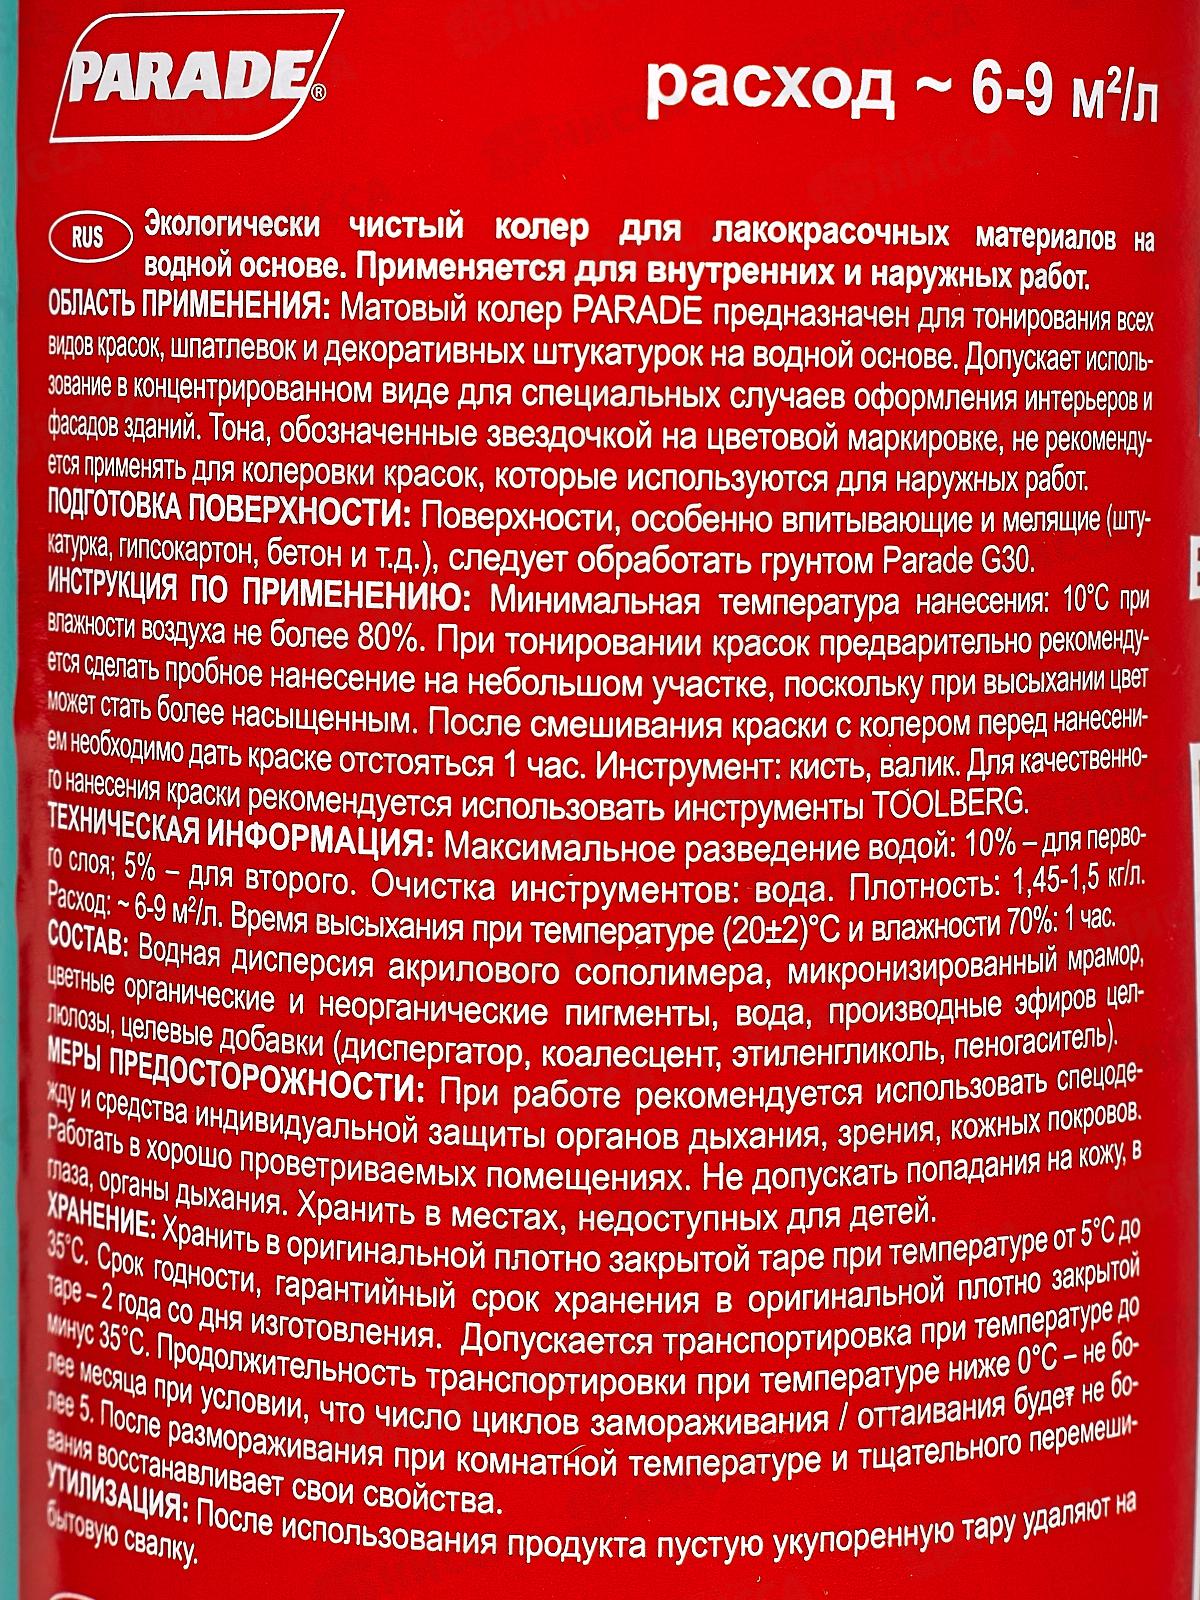 PARADE®
расход ~ 6-9 м²/л
RUS
Экологически чистый колер для лакокрасочных материалов на
водной основе. Применяется для внутренних и наружных работ.
ОБЛАСТЬ ПРИМЕНЕНИЯ: Матовый колер PARADE предназначен для тонирования всех
видов красок, шпатлевок и декоративных штукатурок на водной основе. Допускает исполь-
зование в концентрированном виде для специальных случаев оформления интерьеров и
фасадов зданий. Тона, обозначенные звездочкой на цветовой маркировке, не рекоменду-
ется применять для колеровки красок, которые используются для наружных работ.
ПОДГОТОВКА ПОВЕРХНОСТИ: Поверхности, особенно впитывающие и мелящие (шту-
катурка, гипсокартон, бетон и т.д.), следует обработать грунтом Parade G30.
ИНСТРУКЦИЯ ПО ПРИМЕНЕНИЮ: Минимальная температура нанесения: 10°С при
влажности воздуха не более 80%. При тонировании красок предварительно рекоменду-
ется сделать пробное нанесение на небольшом участке, поскольку при высыхании цвет
может стать более насыщенным. После смешивания краски с колером перед нанесени-
ем необходимо дать краске отстояться 1 час. Инструмент: кисть, валик. Для качественно-
го нанесения краски рекомендуется использовать инструменты TOOLBERG.
ТЕХНИЧЕСКАЯ ИНФОРМАЦИЯ: Максимальное разведение водой: 10% – для перво-
го слоя; 5% – для второго. Очистка инструментов: вода. Плотность: 1,45-1,5 кг/л.
Расход: ~ 6-9 м²/л. Время высыхания при температуре (20±2)°С и влажности 70%: 1 час.
СОСТАВ: Водная дисперсия акрилового сополимера, микронизированный мрамор,
цветные органические и неорганические пигменты, вода, производные эфиров цел-
люлозы, целевые добавки (диспергатор, коалесцент, этиленгликоль, пеногаситель).
МЕРЫ ПРЕДОСТОРОЖНОСТИ: При работе рекомендуется использовать спецоде-
жду и средства индивидуальной защиты органов дыхания, зрения, кожных покровов.
Работать в хорошо проветриваемых помещениях. Не допускать попадания на кожу, в
глаза, органы дыхания. Хранить в местах, недоступных для детей.
ХРАНЕНИЕ: Хранить в оригинальной плотно закрытой таре при температуре от 5°С до
35°С. Срок годности, гарантийный срок хранения в оригинальной плотно закрытой
таре – 2 года со дня изготовления. Допускается транспортировка при температуре до
минус 35°С. Продолжительность транспортировки при температуре ниже 0°С – не бо-
лее месяца при условии, что число циклов замораживания / оттаивания будет не бо-
лее 5. После размораживания при комнатной температуре и тщательного перемеши-
вания восстанавливает свои свойства.
УТИЛИЗАЦИЯ: После использования продукта пустую укупоренную тару удаляют на
бытовую свалку.